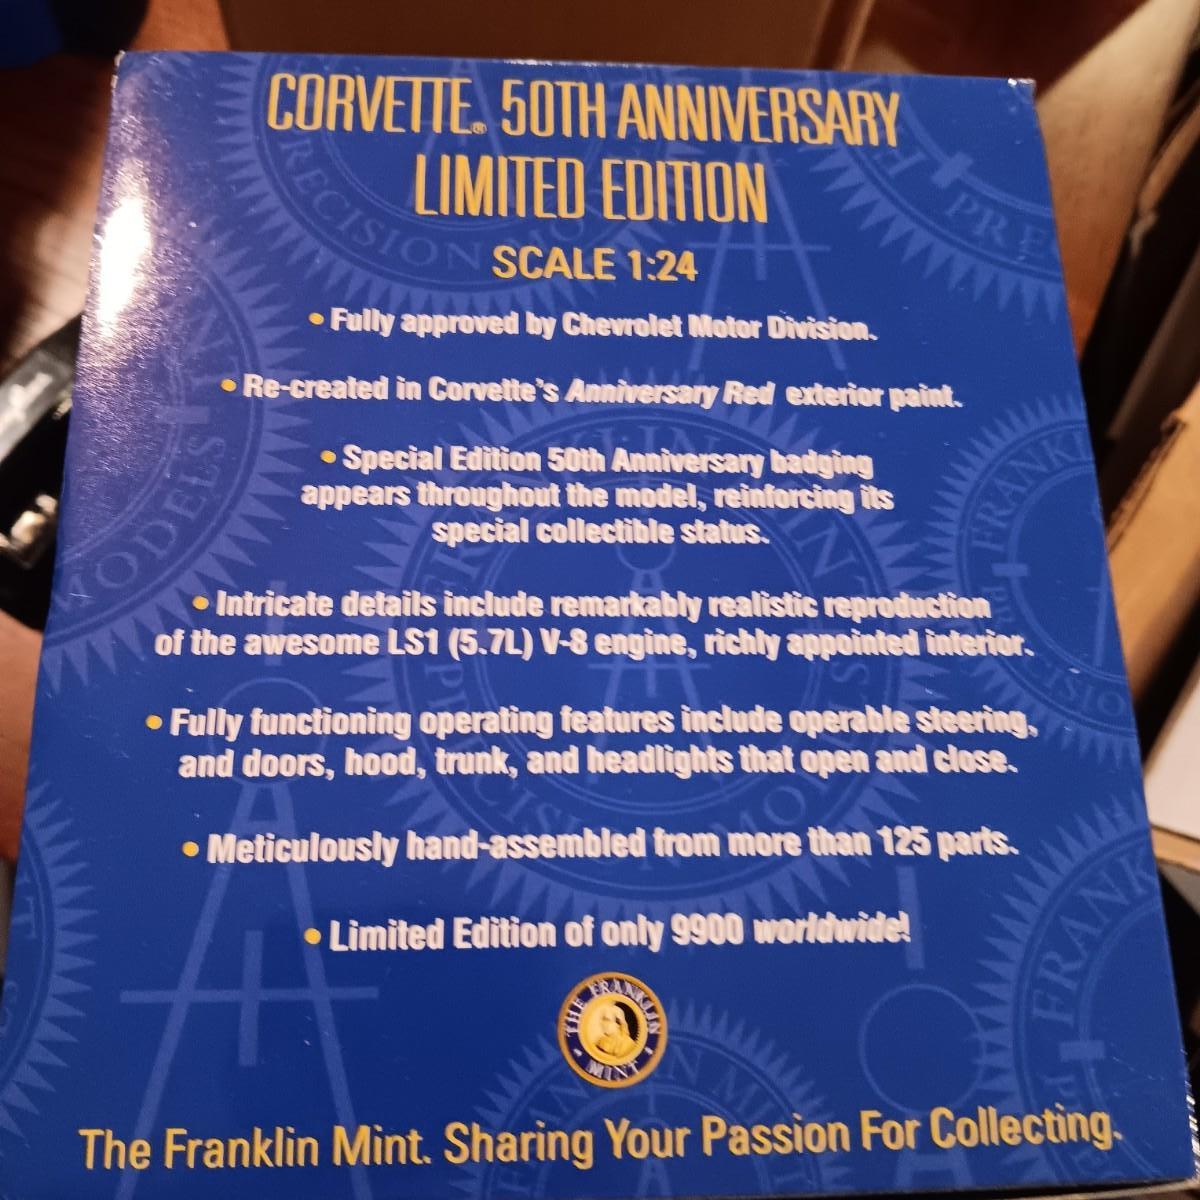 CORVETTE® 50TH ANNIVERSARY
LIMITED EDITION
SCALE 1:24
• Fully approved by Chevrolet Motor Division.
• Re-created in Corvette's Anniversary Red exterior paint.
• Special Edition 50th Anniversary badging
appears throughout the model, reinforcing its
special collectible status.
• Intricate details include remarkably realistic reproduction
of the awesome LS1 (5.7L) V-8 engine, richly appointed interior.
• Fully functioning operating features include operable steering,
and doors, hood, trunk, and headlights that open and close.
• Meticulously hand-assembled from more than 125 parts.
• Limited Edition of only 9900 worldwide!
THE FRANKLIN
MINT
The Franklin Mint. Sharing Your Passion For Collecting.